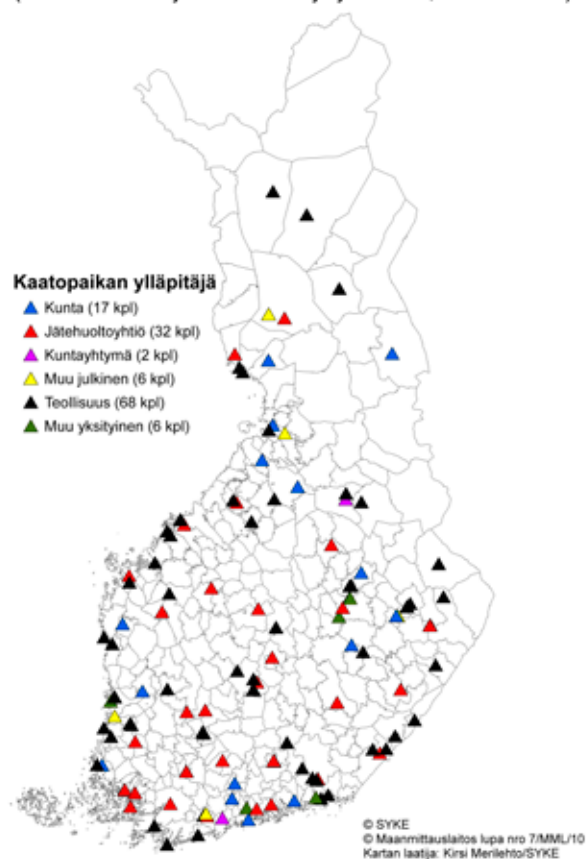 Kaatopaikan ylläpitäjä
Kunta (17 kpl)
Jätehuoltoyhtiö (32 kpl)
Kuntayhtymä (2 kpl)
Muu julkinen (6 kpl)
Teollisuus (68 kpl)
Muu yksityinen (6 kpl)
© SYKE
© Maanmittauslaitos lupa nro 7/MML/10
Kartan laatija: Kirsi Merilehto/SYKE